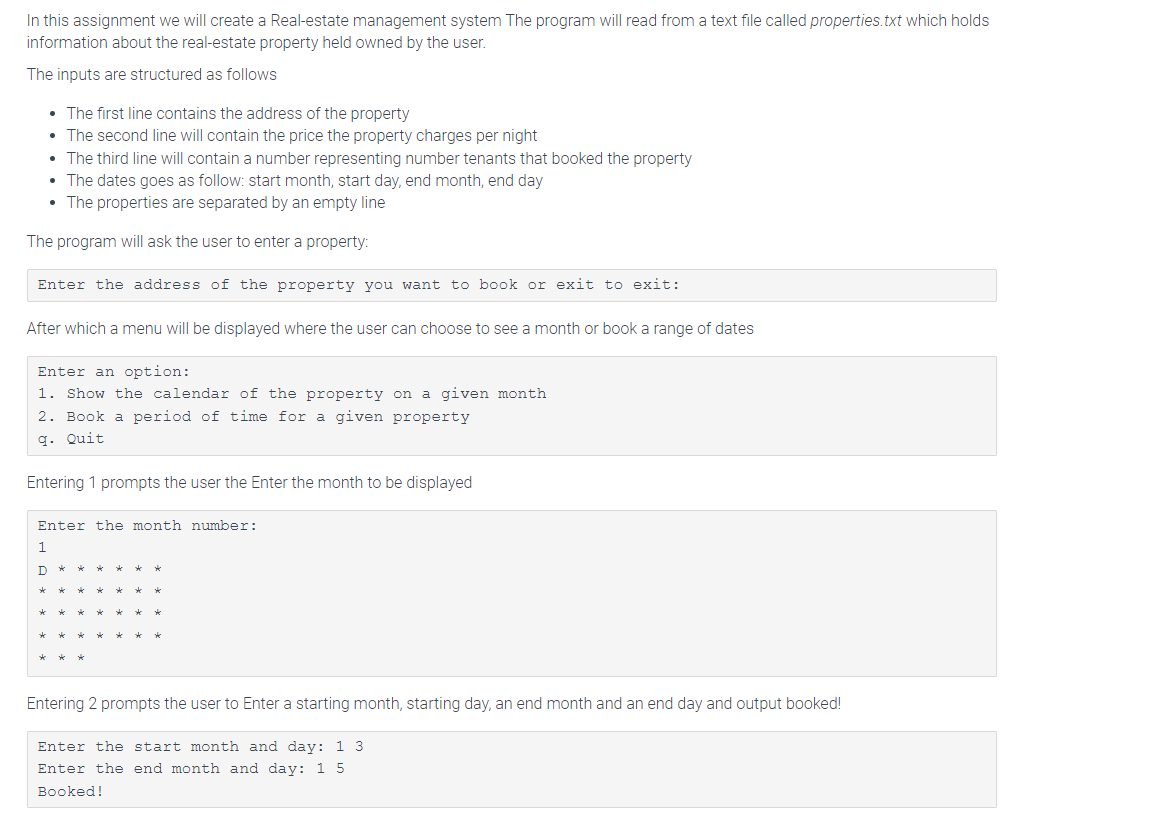 In this assignment we will create a Real-estate management system The program will read from a text file called properties.txt which holds
information about the real-estate property held owned by the user.
The inputs are structured as follows
• The first line contains the address of the property
• The second line will contain the price the property charges per night
• The third line will contain a number representing number tenants that booked the property
• The dates goes as follow: start month, start day, end month, end day
• The properties are separated by an empty line
The program will ask the user to enter a property:
Enter the address of the property you want to book or exit to exit:
After which a menu will be displayed where the user can choose to see a month or book a range of dates
Enter an option:
1. Show the calendar of the property on a given month
2. Book a period of time for a given property
q. Quit
Entering 1 prompts the user the Enter the month to be displayed
Enter the month number:
1
D * * * * * *
* * * * * * *
* * * * * * *
* * * * * * *
* * *
Entering 2 prompts the user to Enter a starting month, starting day, an end month and an end day and output booked!
Enter the start month and day: 1 3
Enter the end month and day: 1 5
Booked!